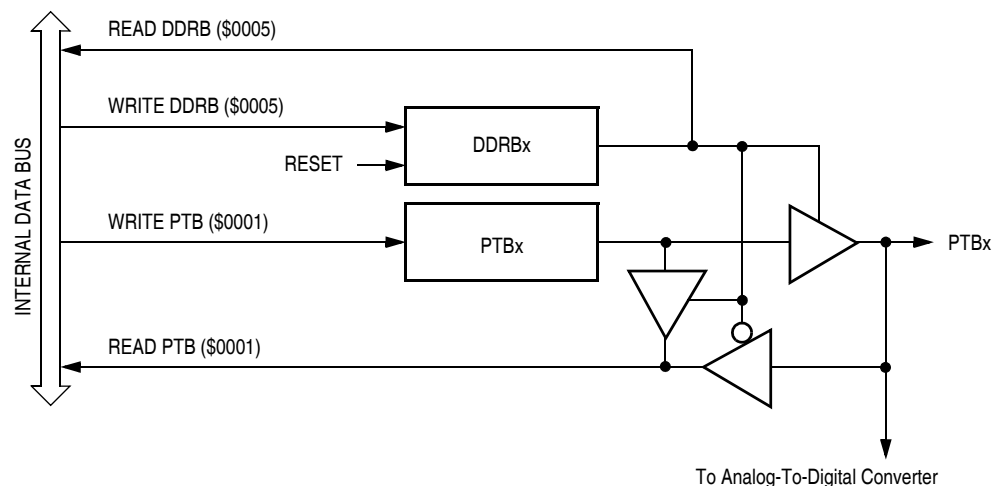 READ DDRB ($0005)
WRITE DDRB ($0005)
DDRBx
RESET
INTERNAL DATA BUS
WRITE PTB ($0001)
PTBx
PTBx
READ PTB ($0001)
To Analog-To-Digital Converter